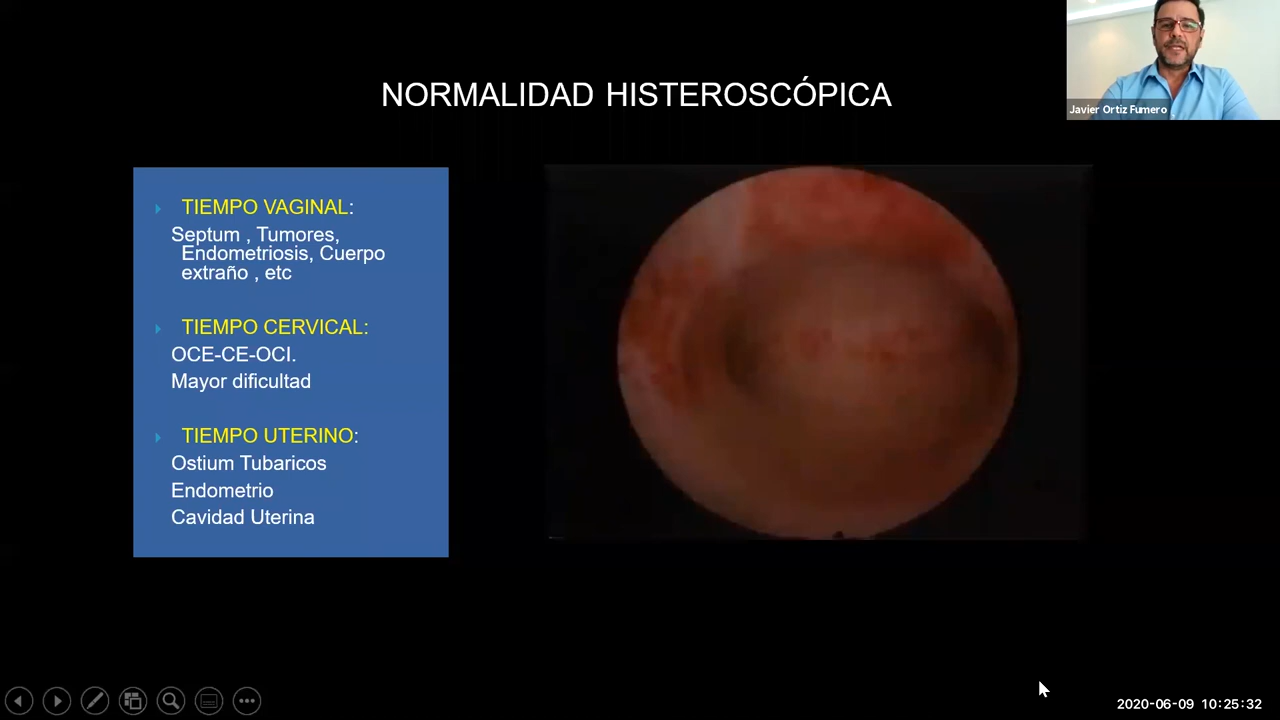 NORMALIDAD HISTEROSCÓPICA
Javier Ortiz Fumero
TIEMPO VAGINAL:
Septum , Tumores,
Endometriosis, Cuerpo
extraño , etc
TIEMPO CERVICAL:
OCE-CE-OCI.
Mayor dificultad
TIEMPO UTERINO:
Ostium Tubaricos
Endometrio
Cavidad Uterina
2020-06-09 10:25:32